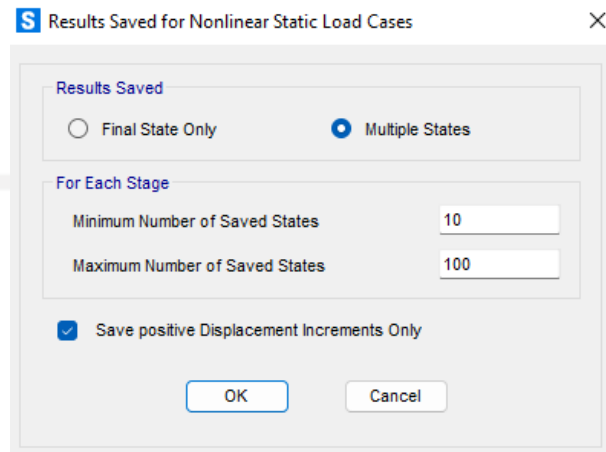 S Results Saved for Nonlinear Static Load Cases
Results Saved
Final State Only Multiple States
For Each Stage
Minimum Number of Saved States 10
Maximum Number of Saved States 100
Save positive Displacement Increments Only
OK Cancel